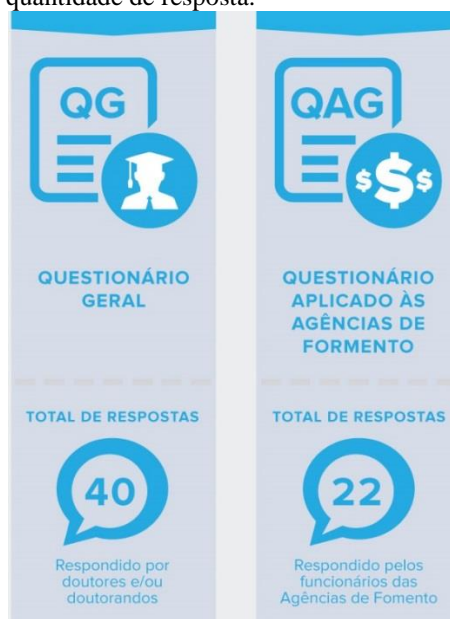 quantidade de resposta.
QG
QUESTIONÁRIO
GERAL
TOTAL DE RESPOSTAS
40
Respondido por
doutores e/ou
doutorandos
QAG
$ $ $
QUESTIONÁRIO
APLICADO ÀS
AGÊNCIAS DE
FORMENTO
TOTAL DE RESPOSTAS
22
Respondido pelos
funcionários das
Agências de Fomento